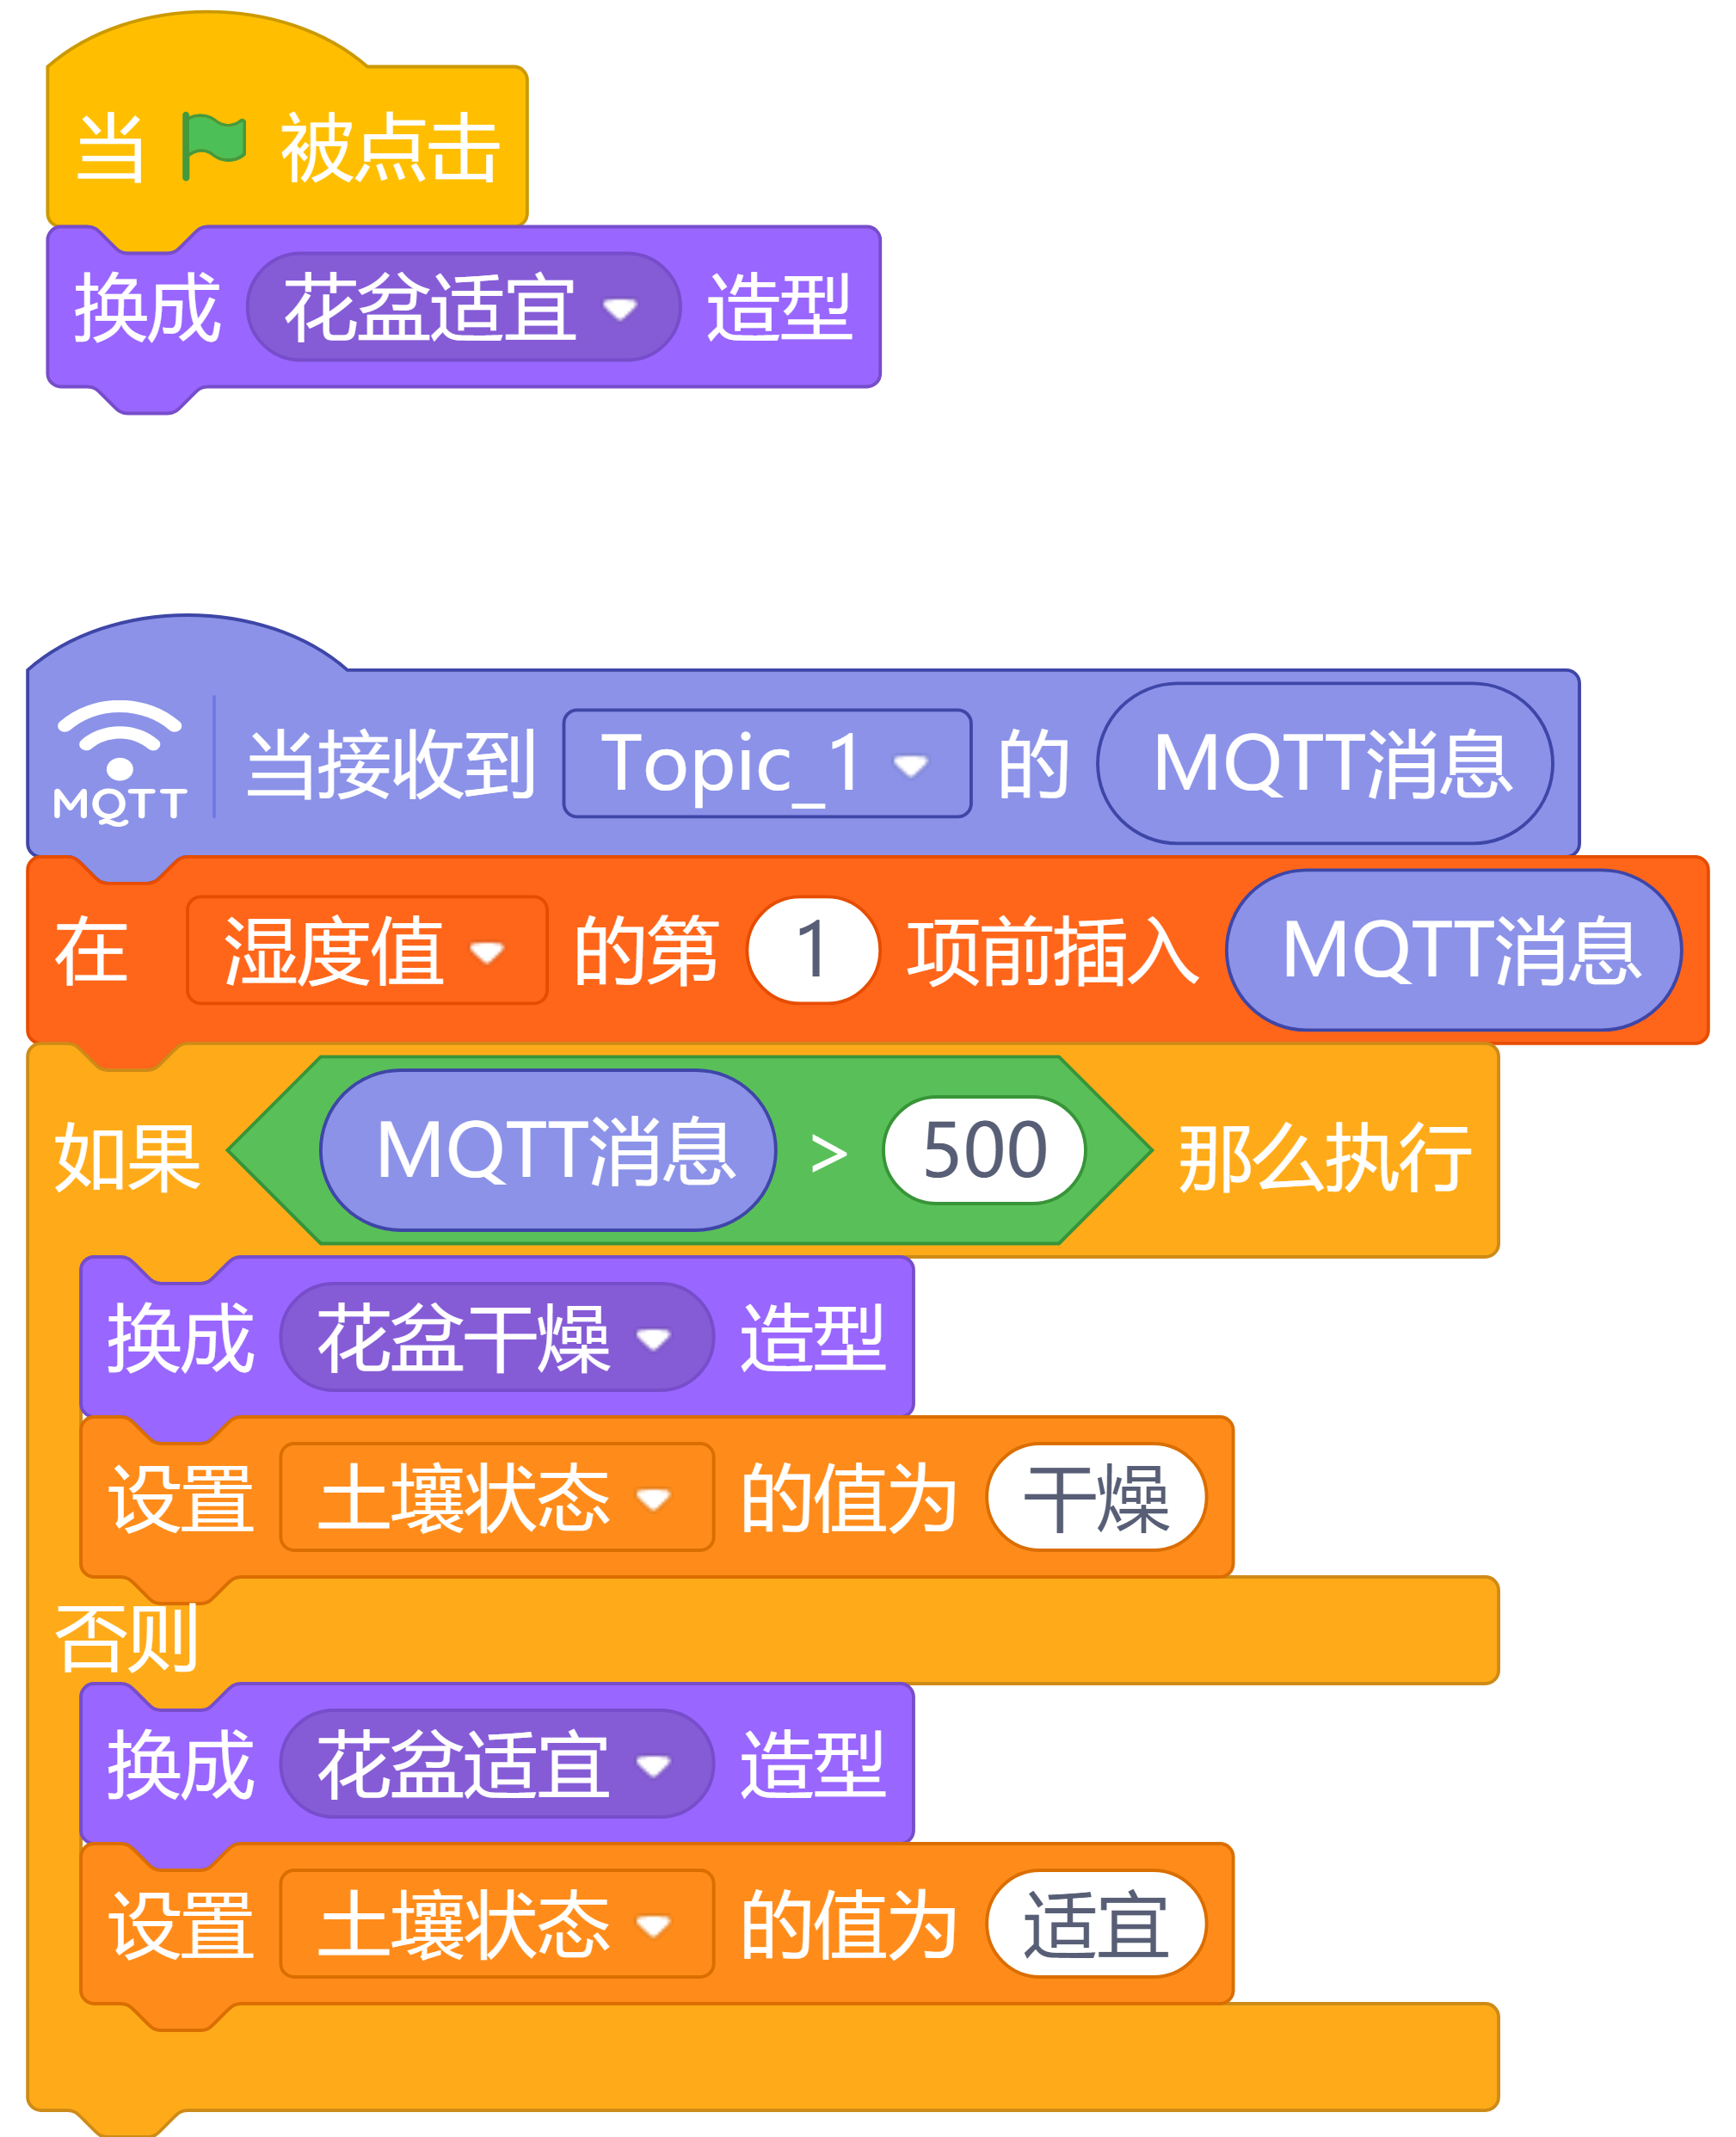 当 被点击
换成 花盆适宜 造型
MQTT 当接收到 Topic_1 的 MQTT消息
在 湿度值 的第 1 项前插入 MQTT消息
如果 MQTT消息 > 500 那么执行
换成 花盆干燥 造型
设置 土壤状态 的值为 干燥
否则
换成 花盆适宜 造型
设置 土壤状态 的值为 适宜